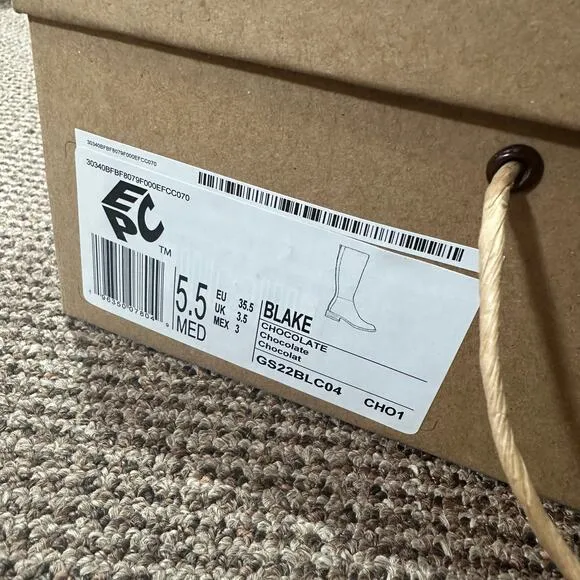 30340BFBF8079F000EFCC070
30340BFBF8079F000EFCC070
EPC
TM
5.5
MED
EU 35.5
UK 3.5
MEX 3
BLAKE
CHOCOLATE
Chocolate
Chocolat
GS22BLC04 CHO1